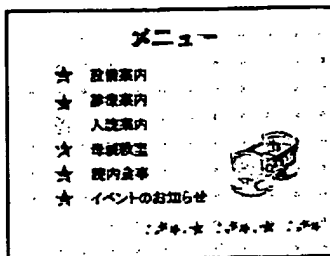 メニュー
設備案内
診療案内
入院案内
母親教室
院内食事
イベントのお知らせ